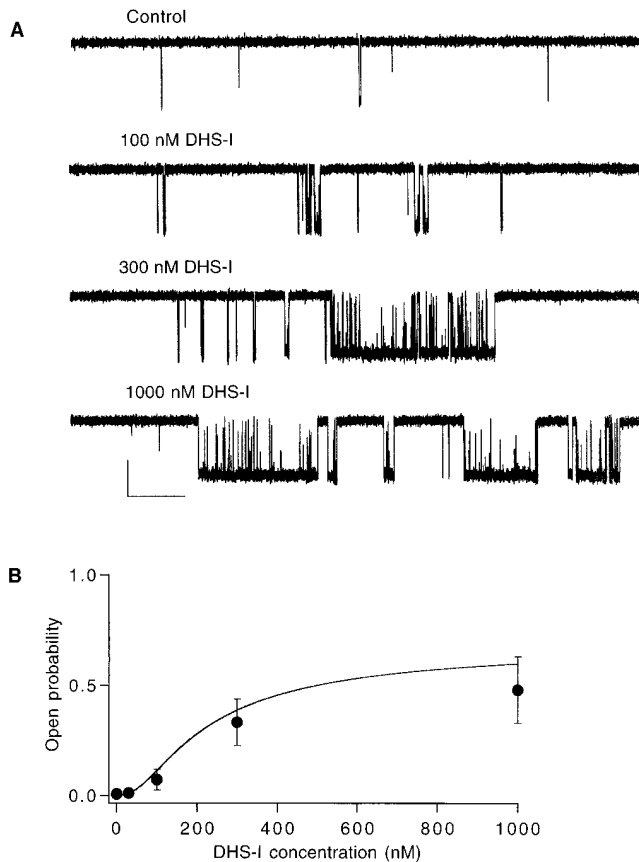 A
Control
100 nM DHS-I
300 nM DHS-I
1000 nM DHS-I
B
1.0
0.5
0.0
Open probability
0 200 400 600 800 1000
DHS-I concentration (nM)